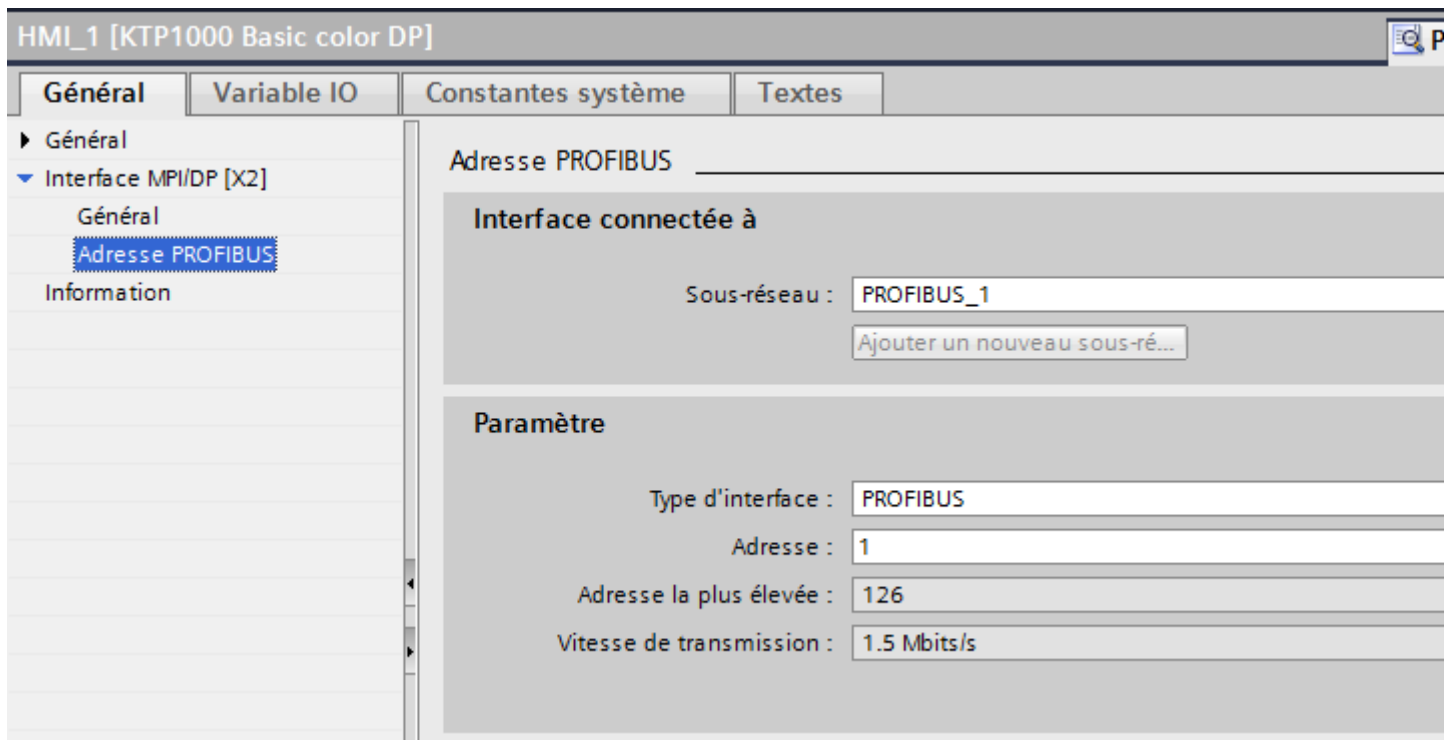 HMI_1 [KTP1000 Basic color DP]
P
Général
Variable IO
Constantes système
Textes
Général
Interface MPI/DP [X2]
Général
Adresse PROFIBUS
Information
Adresse PROFIBUS
Interface connectée à
Sous-réseau : PROFIBUS_1
Ajouter un nouveau sous-ré...
Paramètre
Type d'interface : PROFIBUS
Adresse : 1
Adresse la plus élevée : 126
Vitesse de transmission : 1.5 Mbits/s